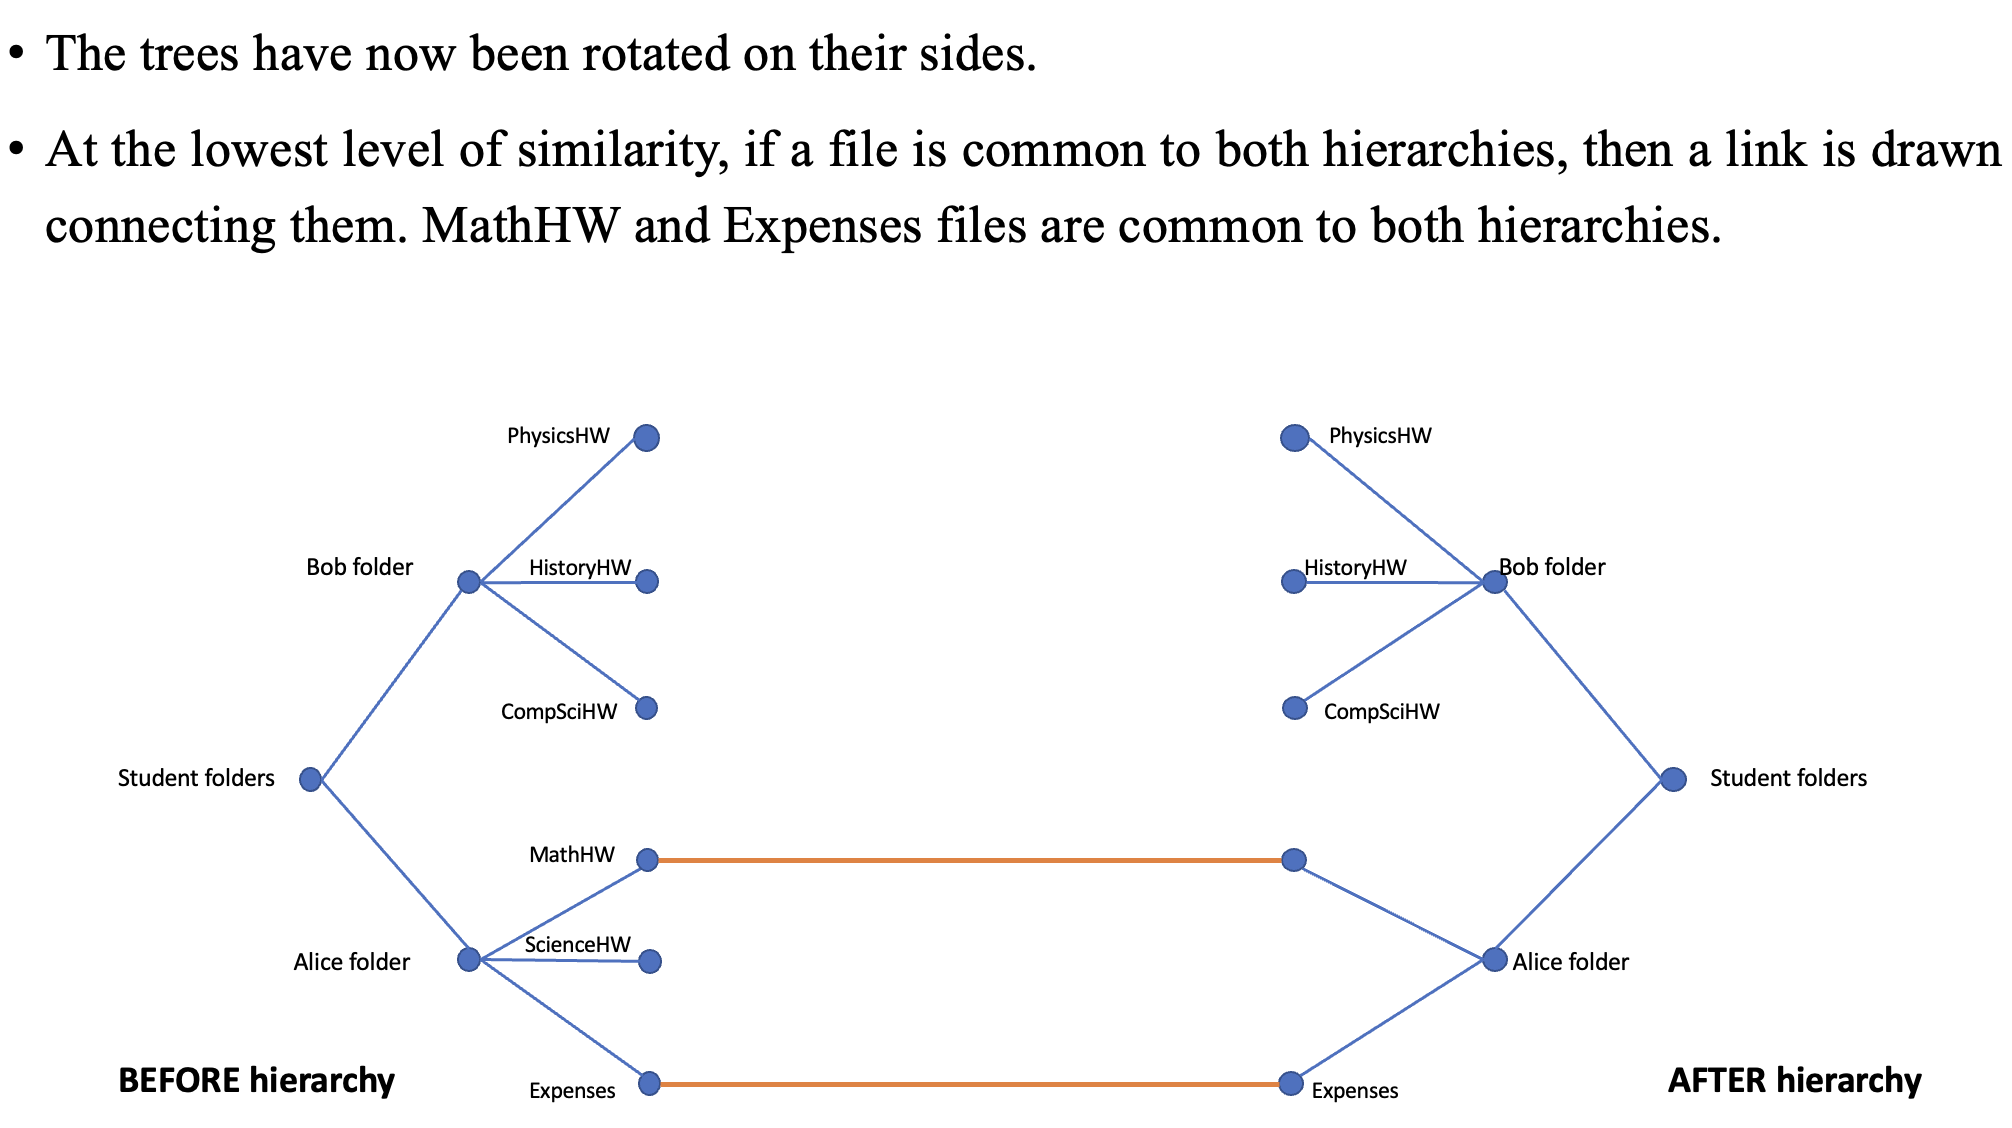 • The trees have now been rotated on their sides.
• At the lowest level of similarity, if a file is common to both hierarchies, then a link is drawn
connecting them. MathHW and Expenses files are common to both hierarchies.
PhysicsHW
PhysicsHW
Bob folder
HistoryHW
HistoryHW
Bob folder
CompSciHW
CompSciHW
Student folders
Student folders
MathHW
ScienceHW
Alice folder
Alice folder
BEFORE hierarchy
Expenses
Expenses
AFTER hierarchy